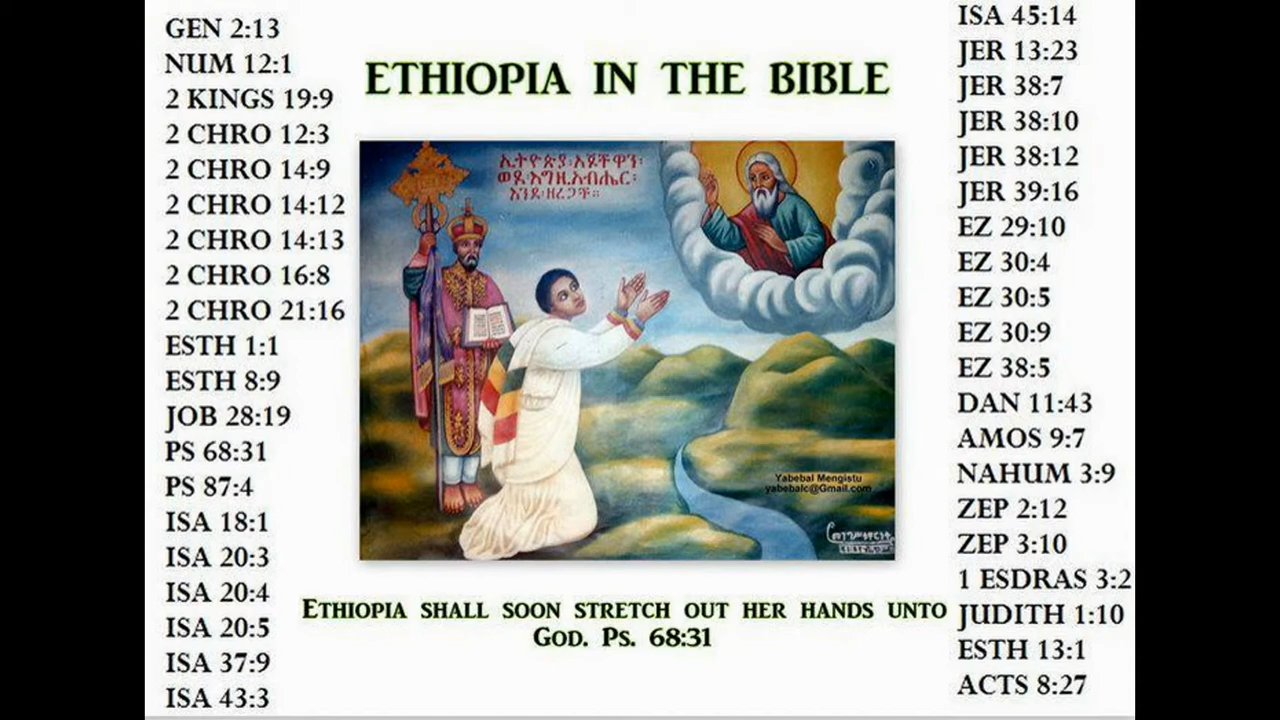 GEN 2:13
NUM 12:1
2 KINGS 19:9
2 CHRO 12:3
2 CHRO 14:9
2 CHRO 14:12
2 CHRO 14:13
2 CHRO 16:8
2 CHRO 21:16
ESTH 1:1
ESTH 8:9
JOB 28:19
PS 68:31
PS 87:4
ISA 18:1
ISA 20:3
ISA 20:4
ISA 20:5
ISA 37:9
ISA 43:3
ETHIOPIA IN THE BIBLE
ኢትዮጵያ፡እጆቿን፡
ወደ፡እግዚአብሔር፡
እንደ፡ዘረጋች።
Yabebal Mengistu
yabebalc@Gmail.com
ETHIOPIA SHALL SOON STRETCH OUT HER HANDS UNTO
GOD. PS. 68:31
ISA 45:14
JER 13:23
JER 38:7
JER 38:10
JER 38:12
JER 39:16
EZ 29:10
EZ 30:4
EZ 30:5
EZ 30:9
EZ 38:5
DAN 11:43
AMOS 9:7
NAHUM 3:9
ZEP 2:12
ZEP 3:10
1 ESDRAS 3:2
JUDITH 1:10
ESTH 13:1
ACTS 8:27